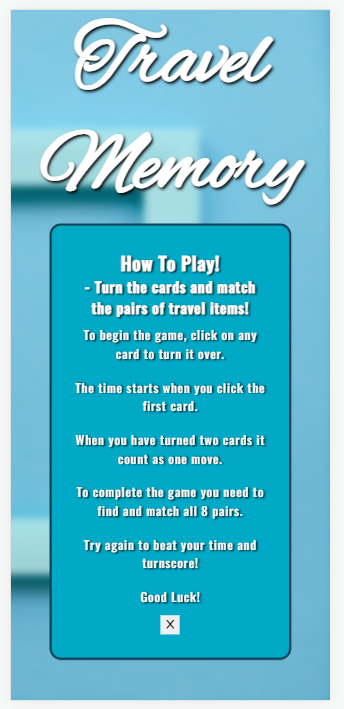 Travel
Memory
How To Play!
- Turn the cards and match
the pairs of travel items!
To begin the game, click on any
card to turn it over.
The time starts when you click the
first card.
When you have turned two cards it
count as one move.
To complete the game you need to
find and match all 8 pairs.
Try again to beat your time and
turnscore!
Good Luck!
X